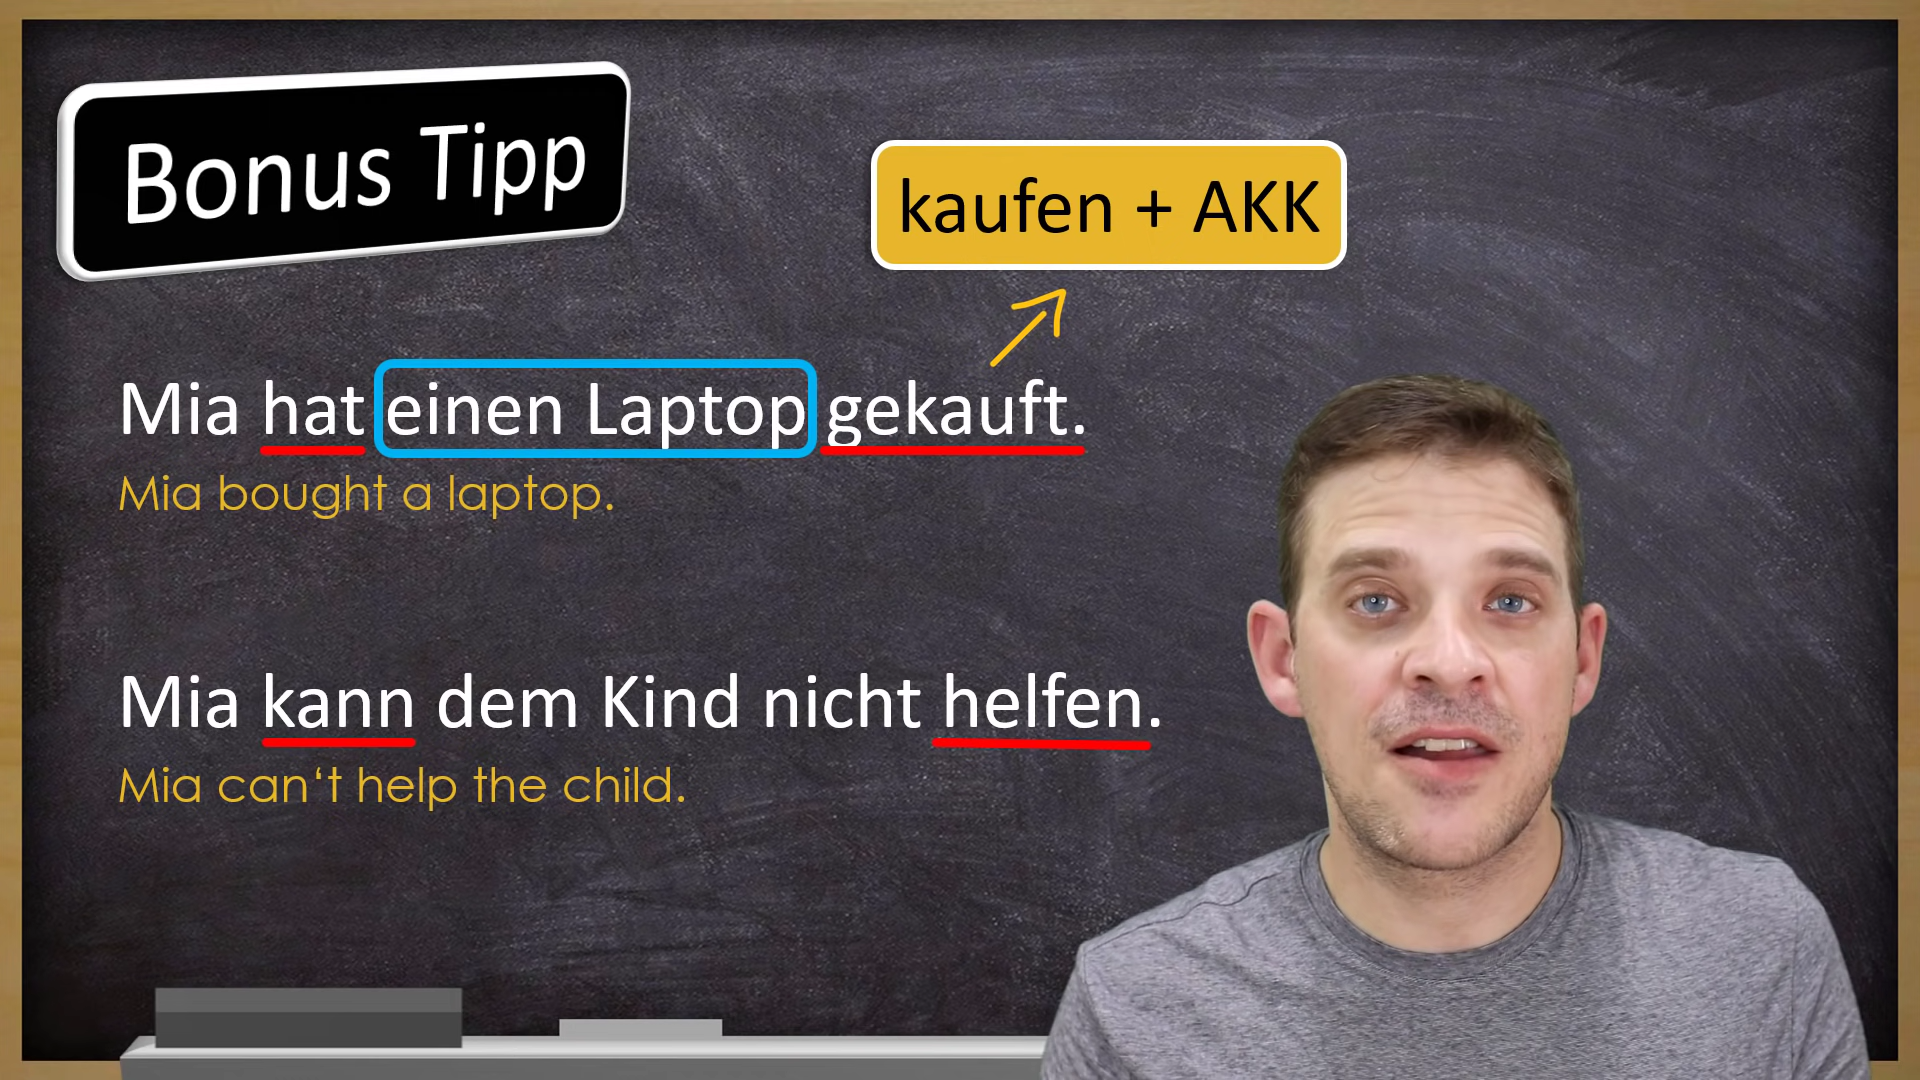 Bonus Tipp
kaufen + AKK
Mia hat einen Laptop gekauft.
Mia bought a laptop.
Mia kann dem Kind nicht helfen.
Mia can‘t help the child.